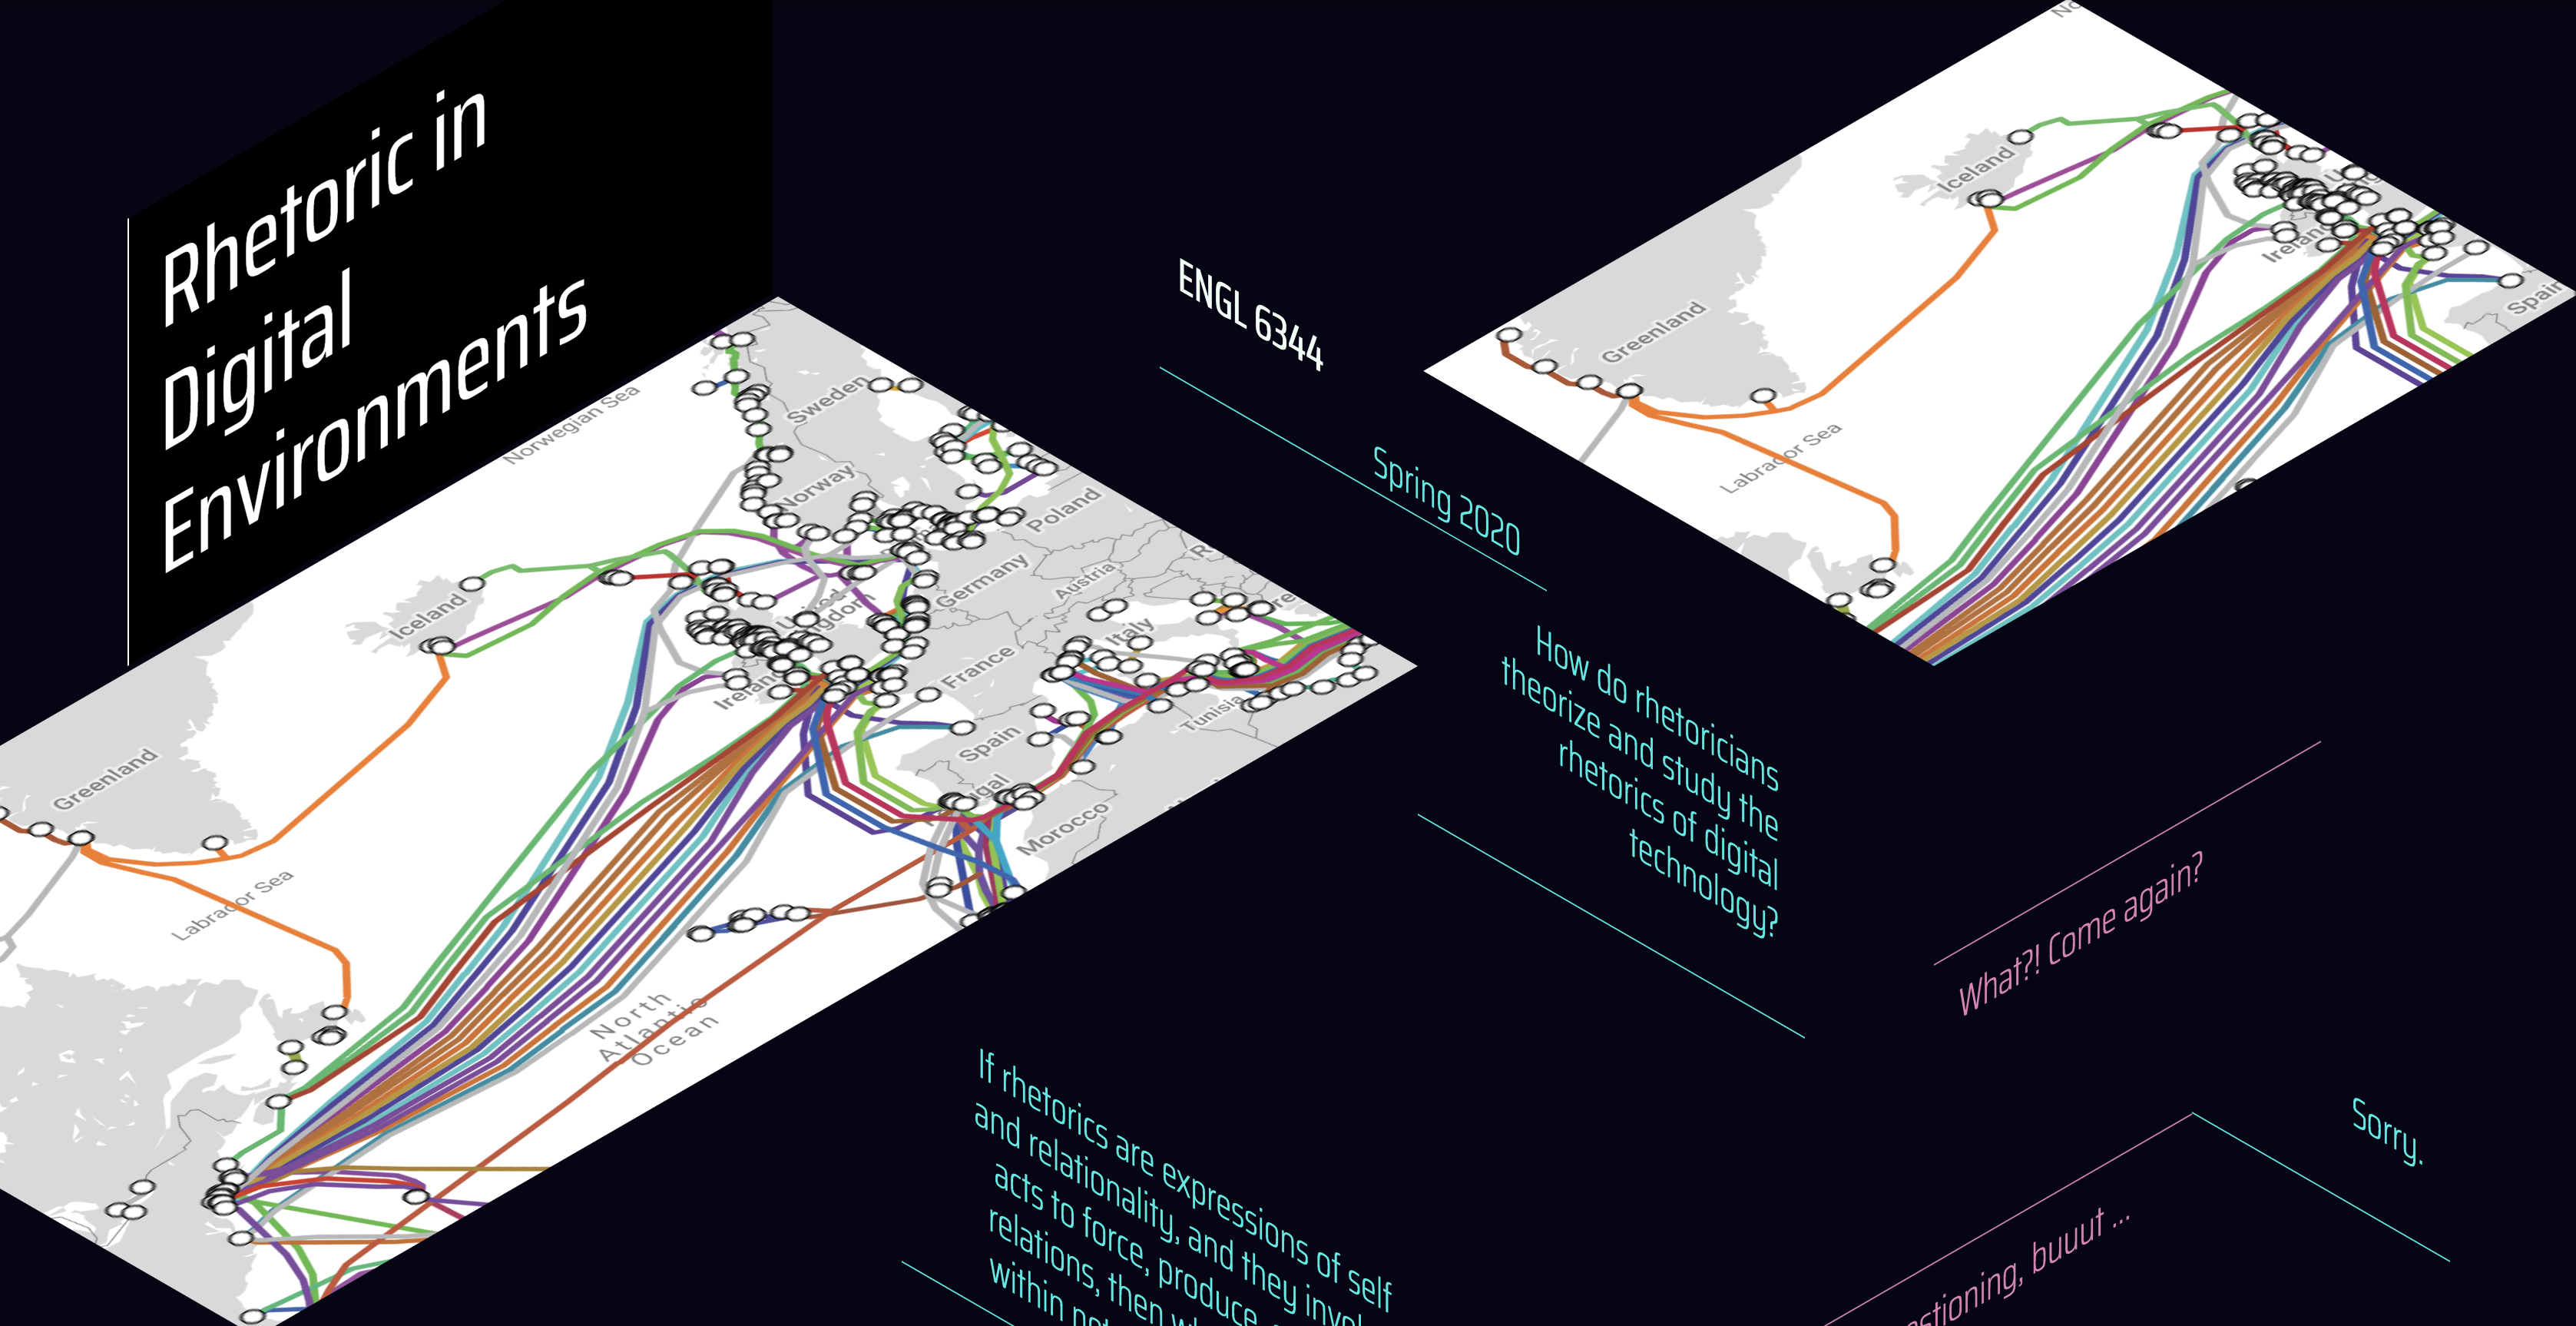 Rhetoric in
Digital
Environments
ENGL 6344
Spring 2020
How do rhetoricians
theorize and study the
rhetorics of digital
technology?
What?! Come again?
Sorry.
If rhetorics are expressions of self
and relationality, and they
acts to force, produce,
relations, then
within
buuut ...
Norwegian Sea
Sweden
Norway
Poland
Iceland
Germany
Austria
United
Italy
Ireland
France
Tunisia
Spain
Greenland
Morocco
Labrador Sea
North
Atlantic
Ocean
Iceland
Ireland
Spain
Greenland
Labrador Sea